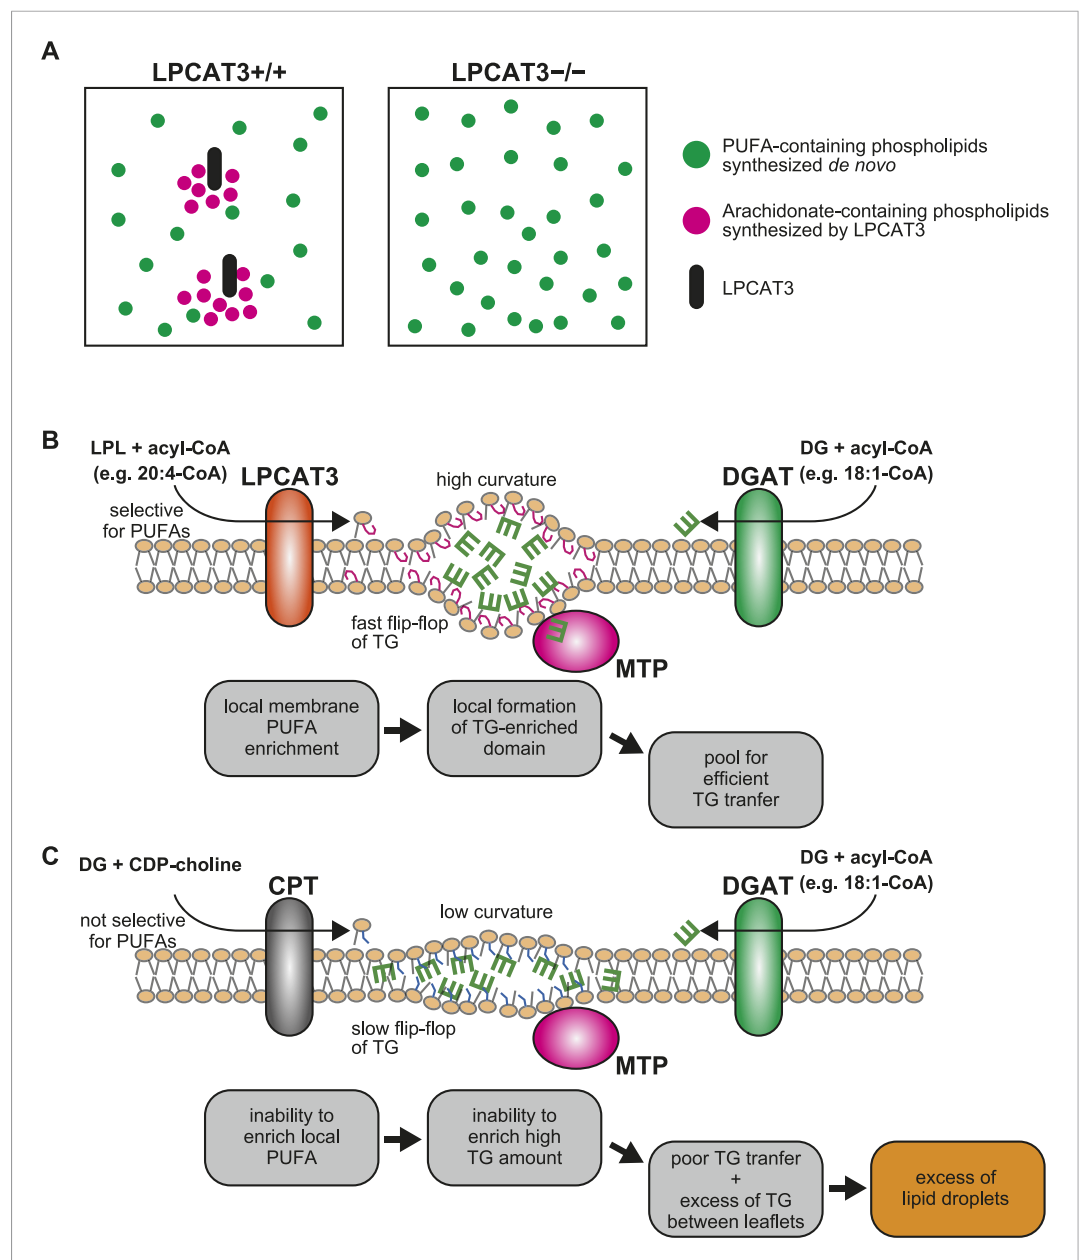 A
LPCAT3+/+
LPCAT3−/−
PUFA-containing phospholipids
synthesized de novo
Arachidonate-containing phospholipids
synthesized by LPCAT3
LPCAT3
B
LPL + acyl-CoA
(e.g. 20:4-CoA)
LPCAT3
selective
for PUFAs
high curvature
DG + acyl-CoA
(e.g. 18:1-CoA)
DGAT
fast flip-flop
of TG
MTP
local membrane
PUFA
enrichment
local formation
of TG-enriched
domain
pool for
efficient
TG tranfer
C
DG + CDP-choline
CPT
not selective
for PUFAs
low curvature
DG + acyl-CoA
(e.g. 18:1-CoA)
DGAT
slow flip-flop
of TG
MTP
inability to
enrich local
PUFA
inability to
enrich high
TG amount
poor TG tranfer
+
excess of TG
between leaflets
excess of
lipid droplets